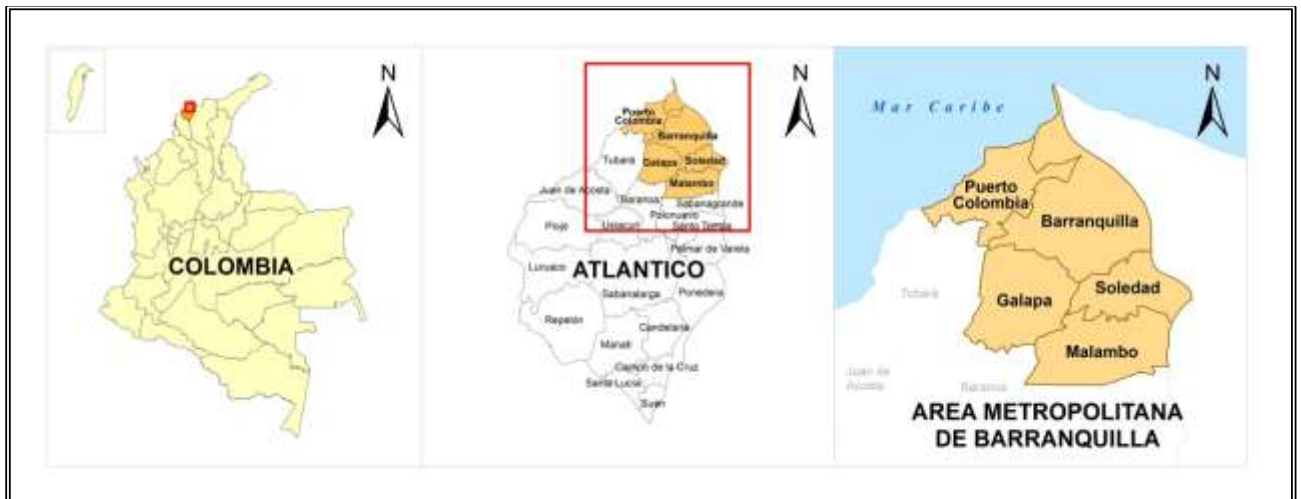 N
COLOMBIA
N
Puerto
Colombia
Barranquilla
Tubará
Galapa
Soledad
Malambo
Juan de Acosta
Baranoa
Sabanagrande
Polonuevo
Santo Tomás
Piojó
Usiacurí
Palmar de Varela
Luruaco
ATLANTICO
Sabanalarga
Ponedera
Repelón
Candelaria
Manatí
Campo de la Cruz
Santa Lucía
Suan
N
Mar Caribe
Puerto
Colombia
Barranquilla
Tubará
Galapa
Soledad
Malambo
Juan de
Acosta
Baranoa
AREA METROPOLITANA
DE BARRANQUILLA